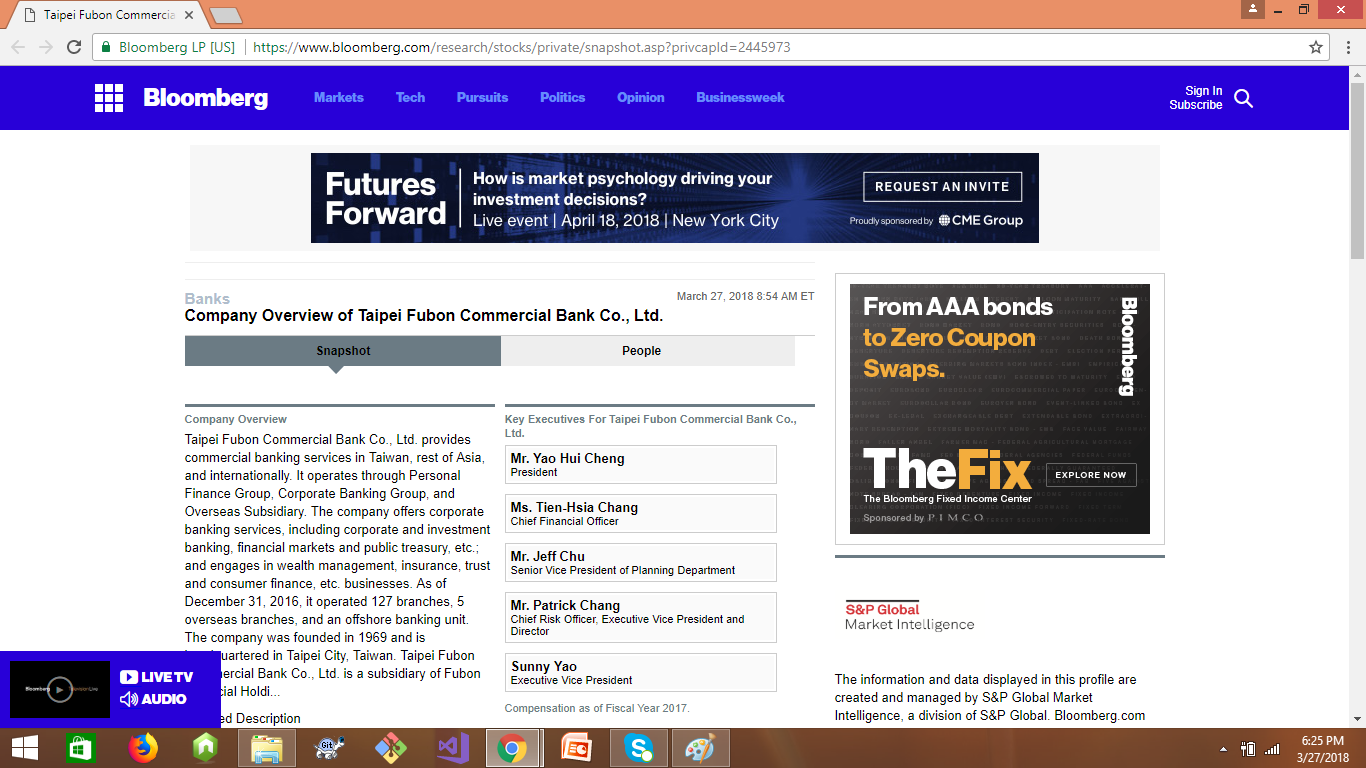 Taipei Fubon Commercia
Bloomberg LP [US]
https://www.bloomberg.com/research/stocks/private/snapshot.asp?privcapId=2445973
Bloomberg
Markets
Tech
Pursuits
Politics
Opinion
Businessweek
Sign In
Subscribe
Futures
Forward
How is market psychology driving your
investment decisions?
Live event | April 18, 2018 | New York City
REQUEST AN INVITE
Proudly sponsored by CME Group
Banks
March 27, 2018 8:54 AM ET
Company Overview of Taipei Fubon Commercial Bank Co., Ltd.
Snapshot
People
Company Overview
Taipei Fubon Commercial Bank Co., Ltd. provides
commercial banking services in Taiwan, rest of Asia,
and internationally. It operates through Personal
Finance Group, Corporate Banking Group, and
Overseas Subsidiary. The company offers corporate
banking services, including corporate and investment
banking, financial markets and public treasury, etc.;
and engages in wealth management, insurance, trust
and consumer finance, etc. businesses. As of
December 31, 2016, it operated 127 branches, 5
overseas branches, and an offshore banking unit.
The company was founded in 1969 and is
quartered in Taipei City, Taiwan. Taipei Fubon
ercial Bank Co., Ltd. is a subsidiary of Fubon
cial Holdi...
ed Description
Key Executives For Taipei Fubon Commercial Bank Co.,
Ltd.
Mr. Yao Hui Cheng
President
Ms. Tien-Hsia Chang
Chief Financial Officer
Mr. Jeff Chu
Senior Vice President of Planning Department
Mr. Patrick Chang
Chief Risk Officer, Executive Vice President and
Director
Sunny Yao
Executive Vice President
Compensation as of Fiscal Year 2017.
From AAA bonds
to Zero Coupon
Swaps.
Bloomberg
TheFix
The Bloomberg Fixed Income Center
EXPLORE NOW
Sponsored by PIMCO
S&P Global
Market Intelligence
The information and data displayed in this profile are
created and managed by S&P Global Market
Intelligence, a division of S&P Global. Bloomberg.com
LIVE TV
AUDIO
Git
6:25 PM
3/27/2018